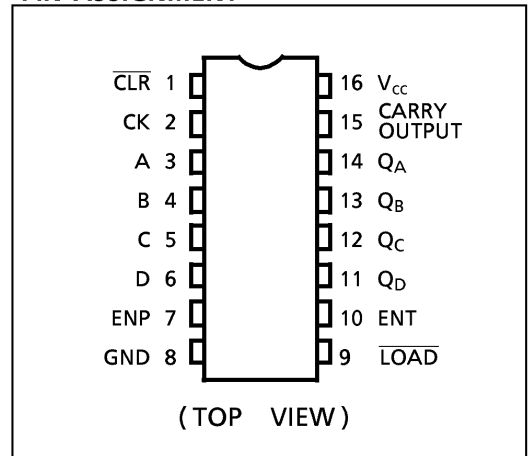 CLR 1
CK 2
A 3
B 4
C 5
D 6
ENP 7
GND 8
16 Vcc
15 CARRY OUTPUT
14 QA
13 QB
12 QC
11 QD
10 ENT
9 LOAD
( TOP VIEW )